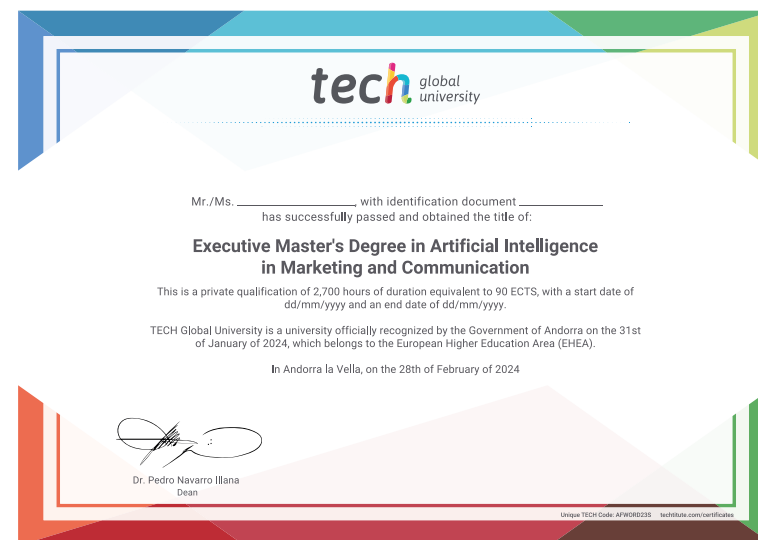 tech global
university
Mr./Ms. ____________, with identification document ____________
has successfully passed and obtained the title of:
Executive Master's Degree in Artificial Intelligence
in Marketing and Communication
This is a private qualification of 2,700 hours of duration equivalent to 90 ECTS, with a start date of
dd/mm/yyyy and an end date of dd/mm/yyyy.
TECH Global University is a university officially recognized by the Government of Andorra on the 31st
of January of 2024, which belongs to the European Higher Education Area (EHEA).
In Andorra la Vella, on the 28th of February of 2024
Dr. Pedro Navarro Illana
Dean
Unique TECH Code: AFWORD23S techtitute.com/certificates